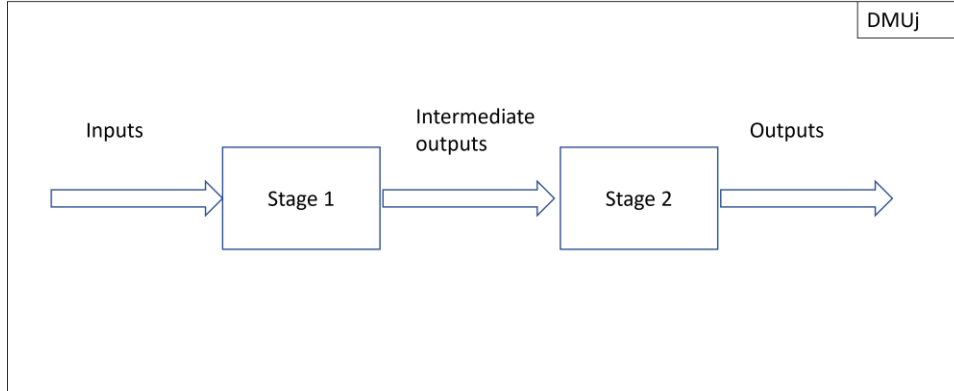 DMUj
Inputs
Intermediate
outputs
Outputs
Stage 1
Stage 2